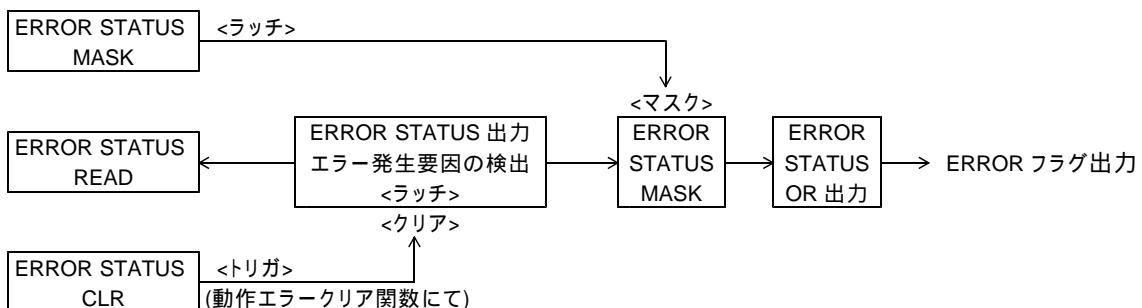 ERROR STATUS
MASK
<ラッチ>
<マスク>
ERROR STATUS
READ
ERROR STATUS 出力
エラー発生要因の検出
<ラッチ>
<クリア>
ERROR
STATUS
MASK
ERROR
STATUS
OR 出力
ERROR フラグ出力
ERROR STATUS
CLR
<トリガ>
(動作エラークリア関数にて)